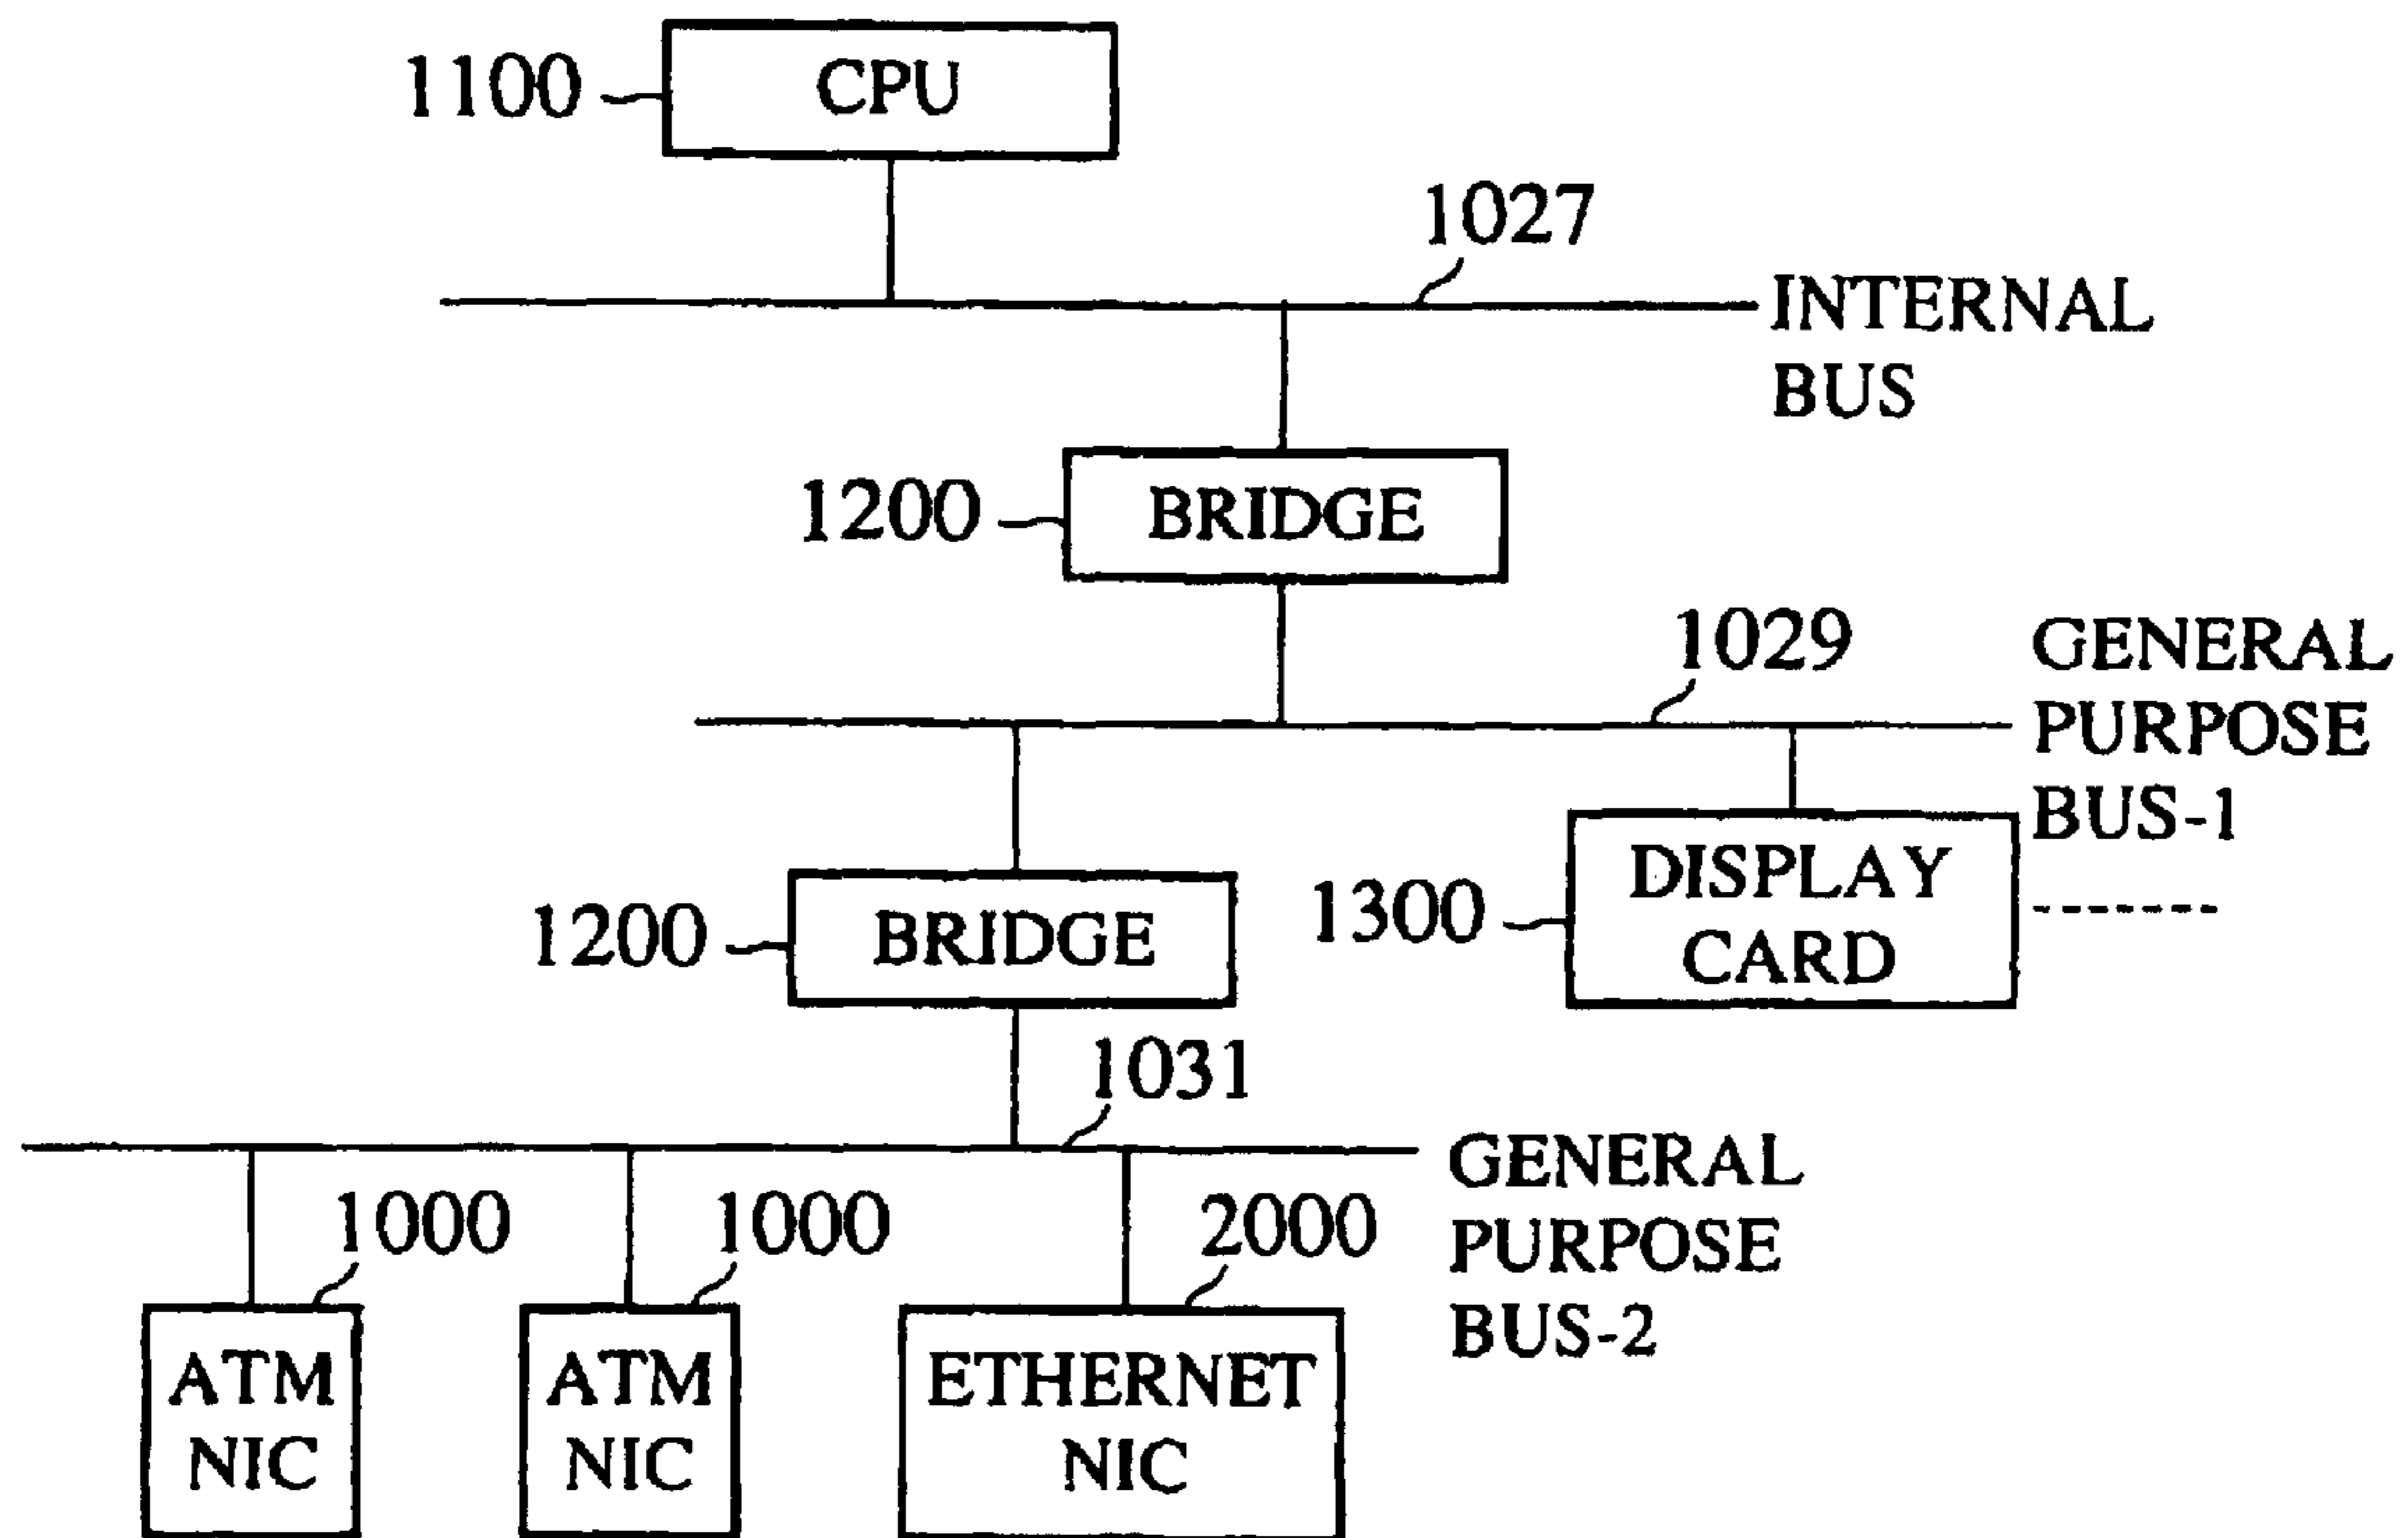 1100
CPU
1027
INTERNAL
BUS
1200
BRIDGE
1029
GENERAL
PURPOSE
BUS-1
1200
BRIDGE
1300
DISPLAY
CARD
1031
GENERAL
PURPOSE
BUS-2
1000
1000
2000
ATM
NIC
ATM
NIC
ETHERNET
NIC